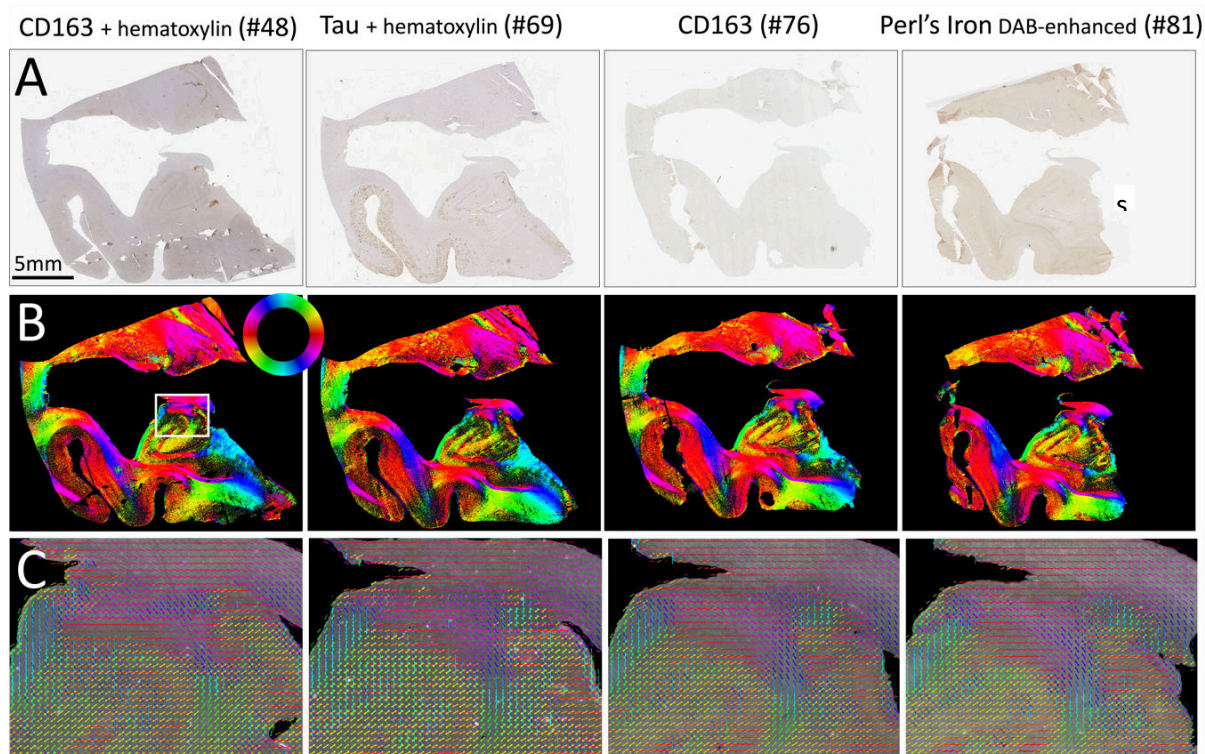 CD163 + hematoxylin (#48)
Tau + hematoxylin (#69)
CD163 (#76)
Perl's Iron DAB-enhanced (#81)
A
s
5mm
B
C